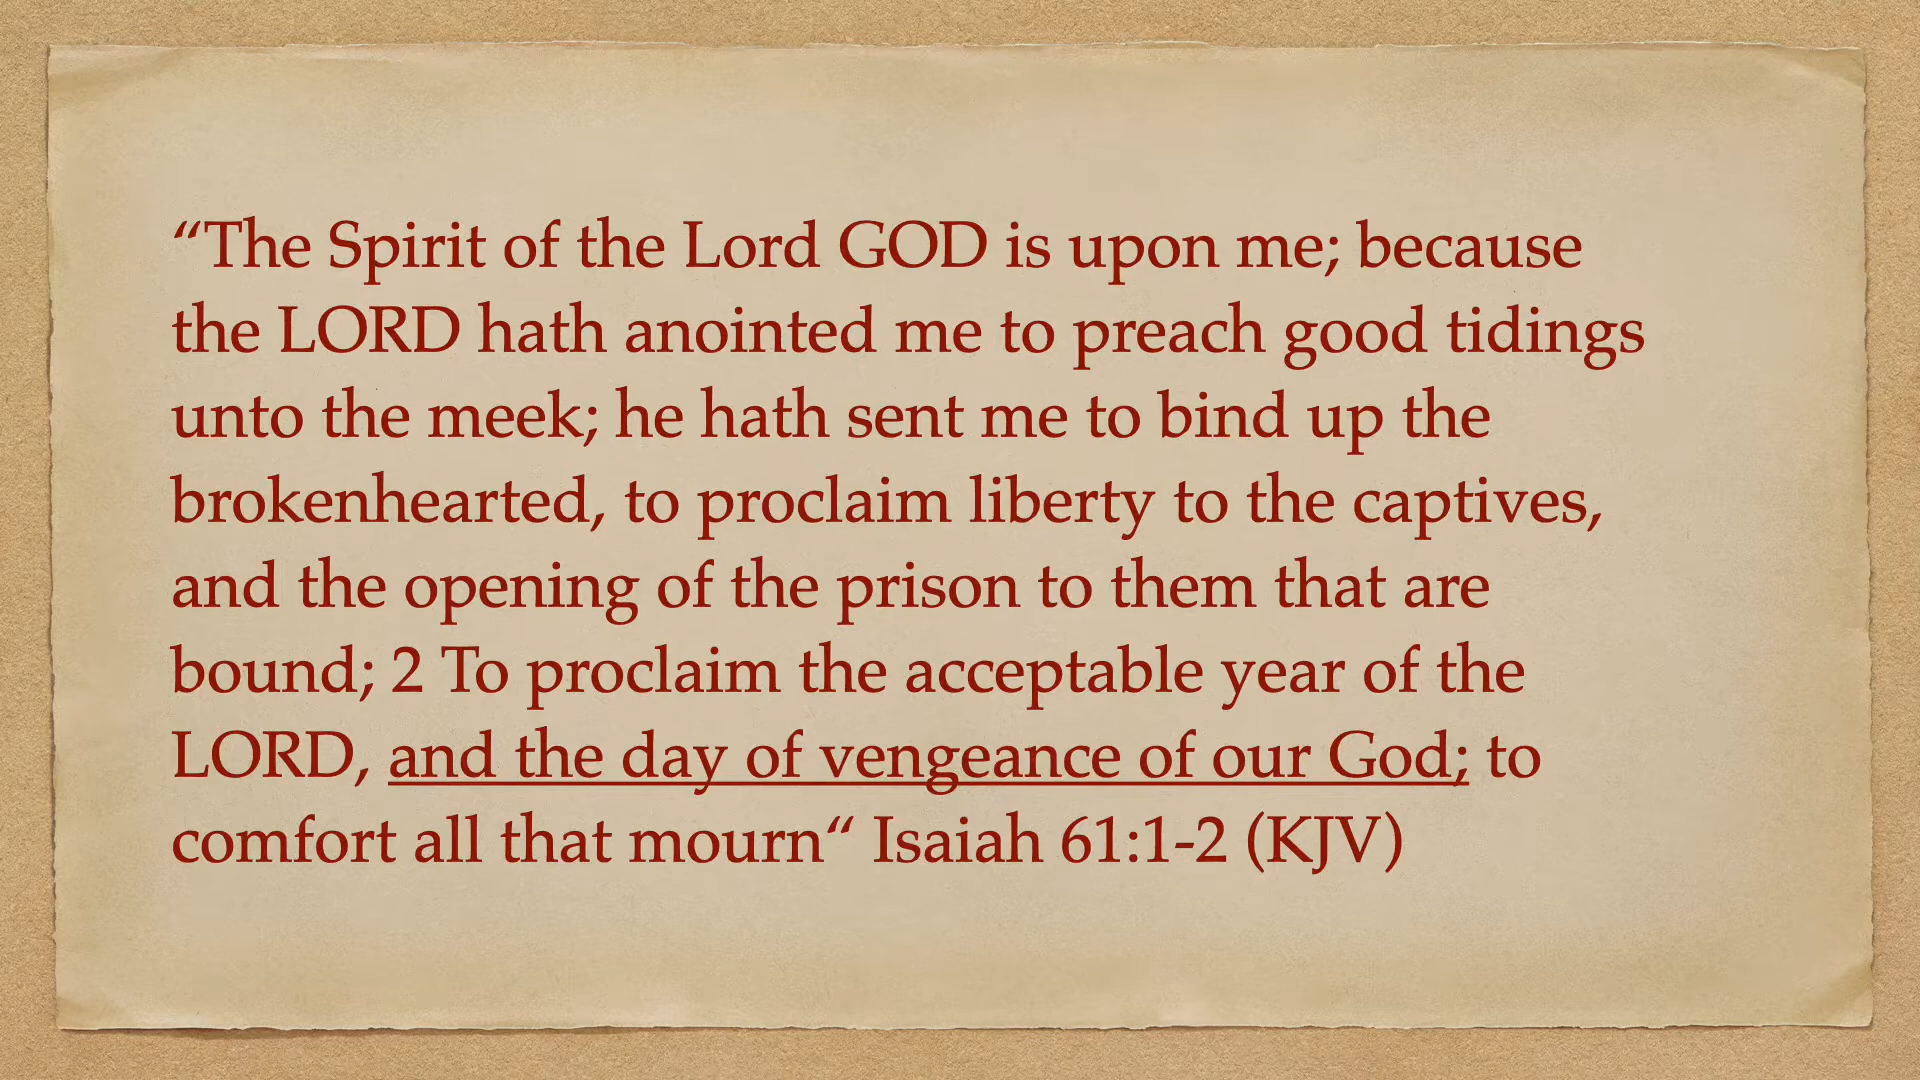 “The Spirit of the Lord GOD is upon me; because
the LORD hath anointed me to preach good tidings
unto the meek; he hath sent me to bind up the
brokenhearted, to proclaim liberty to the captives,
and the opening of the prison to them that are
bound; 2 To proclaim the acceptable year of the
LORD, and the day of vengeance of our God; to
comfort all that mourn“ Isaiah 61:1-2 (KJV)